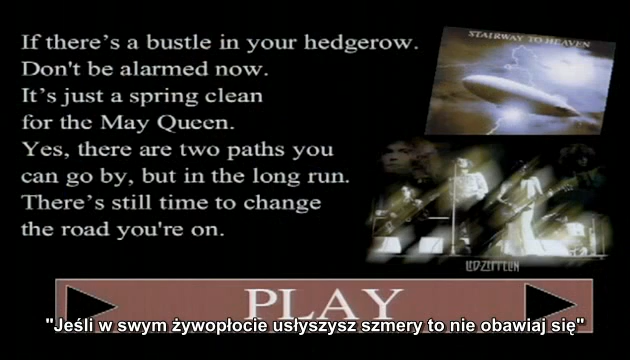 If there's a bustle in your hedgerow.
Don't be alarmed now.
It's just a spring clean
for the May Queen.
Yes, there are two paths you
can go by, but in the long run.
There's still time to change
the road you're on.
STAIRWAY TO HEAVEN
LED-ZEPPELIN
PLAY
"Jeśli w swym żywopłocie usłyszysz szmery to nie obawiaj się"